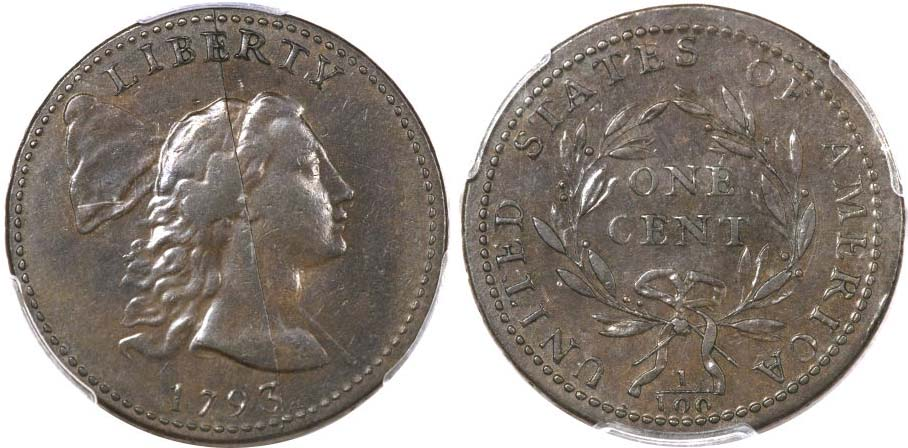 LIBERTY
1793
UNITED STATES OF AMERICA
ONE
CENT
1
100